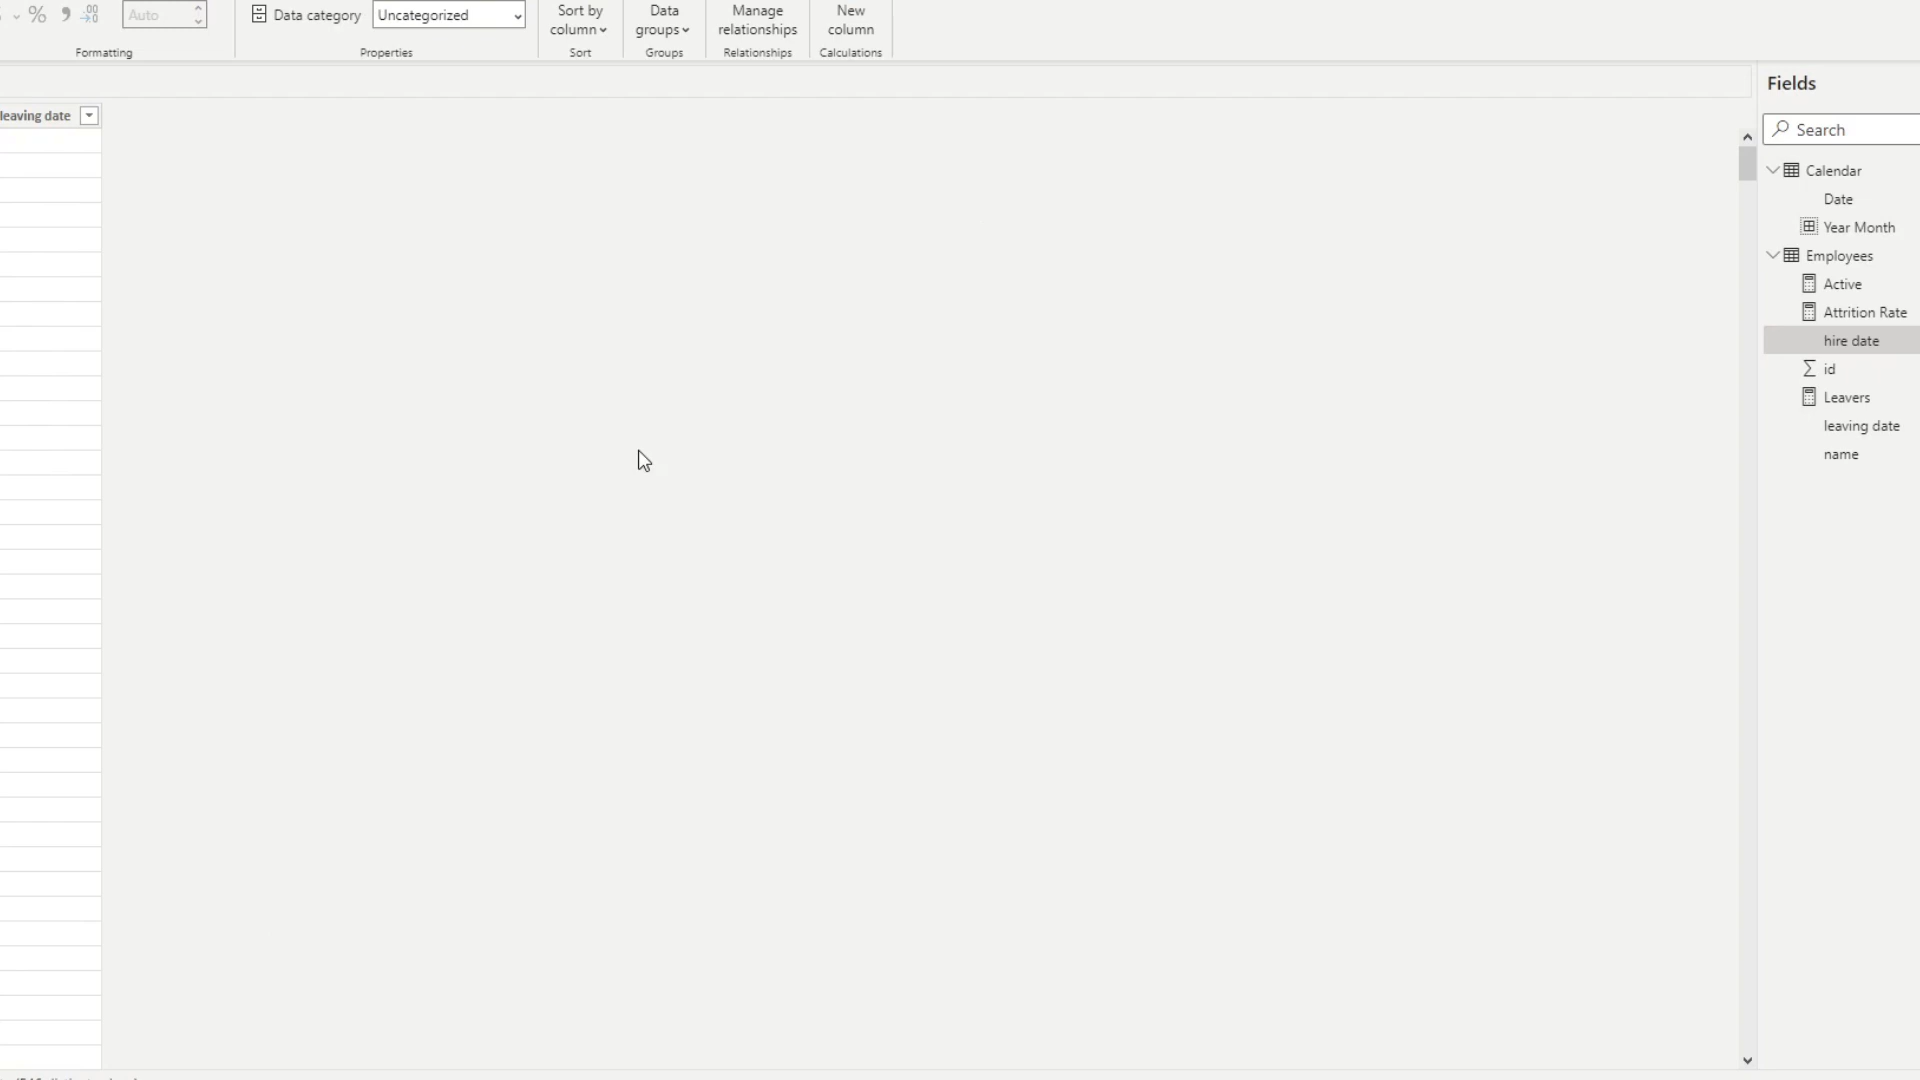 %
,
.00
Auto
Data category
Uncategorized
Sort by
column
Data
groups
Manage
relationships
New
column
Formatting
Properties
Sort
Groups
Relationships
Calculations
leaving date
Fields
Search
Calendar
Date
Year Month
Employees
Active
Attrition Rate
hire date
Σ id
Leavers
leaving date
name